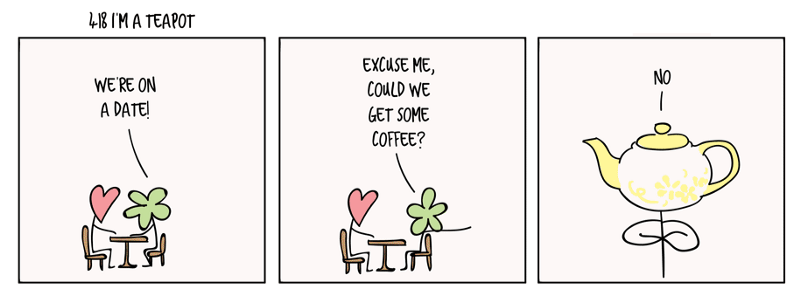 418 I'M A TEAPOT
WE'RE ON
A DATE!
EXCUSE ME,
COULD WE
GET SOME
COFFEE?
NO